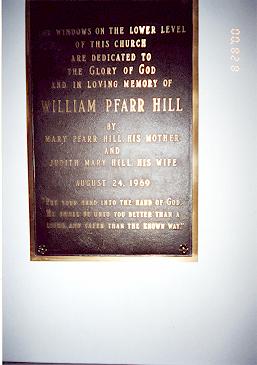 THE WINDOWS ON THE LOWER LEVEL
OF THIS CHURCH
ARE DEDICATED TO
THE GLORY OF GOD
AND IN LOVING MEMORY OF
WILLIAM PFARR HILL
BY
MARY PFARR HILL, HIS MOTHER
AND
JUDITH MARY HILL, HIS WIFE
AUGUST 24, 1969
"PUT YOUR HAND INTO THE HAND OF GOD.
HE SHALL BE UNTO YOU BETTER THAN A
LIGHT, AND SAFER THAN THE KNOWN WAY."